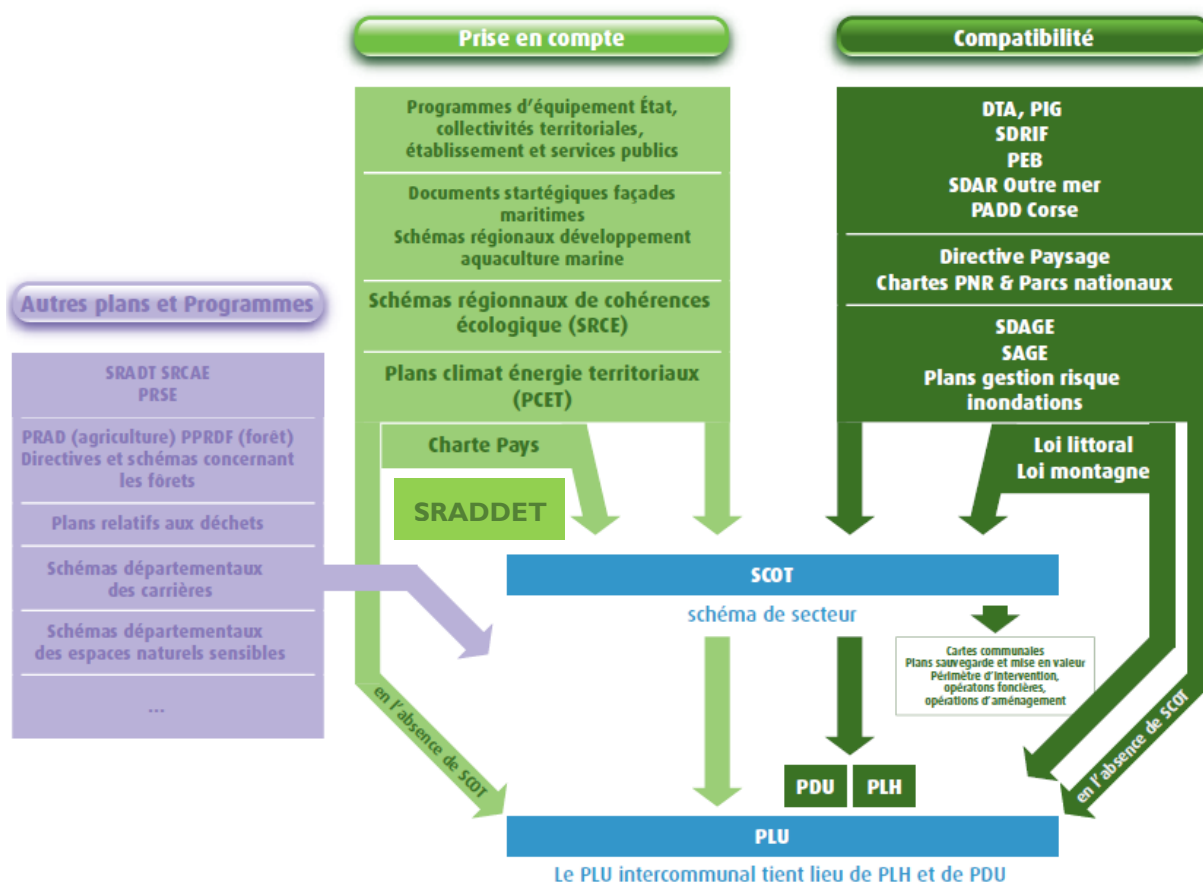 Prise en compte
Compatibilité
Programmes d'équipement État,
collectivités territoriales,
établissement et services publics
Documents startégiques façades
maritimes
Schémas régionaux développement
aquaculture marine
Schémas régionnaux de cohérences
écologique (SRCE)
Plans climat énergie territoriaux
(PCET)
Charte Pays
SRADDET
DTA, PIG
SDRIF
PEB
SDAR Outre mer
PADD Corse
Directive Paysage
Chartes PNR & Parcs nationaux
SDAGE
SAGE
Plans gestion risque
inondations
Loi littoral
Loi montagne
Autres plans et Programmes
SRADT SRCAE
PRSE
PRAD (agriculture) PPRDF (forêt)
Directives et schémas concernant
les fôrets
Plans relatifs aux déchets
Schémas départementaux
des carrières
Schémas départementaux
des espaces naturels sensibles
...
SCOT
schéma de secteur
Cartes communales
Plans sauvegarde et mise en valeur
Périmètre d'intervention,
opératons foncières,
opérations d'aménagement
en l'absence de SCOT
en l'absence de SCOT
PDU
PLH
PLU
Le PLU intercommunal tient lieu de PLH et de PDU